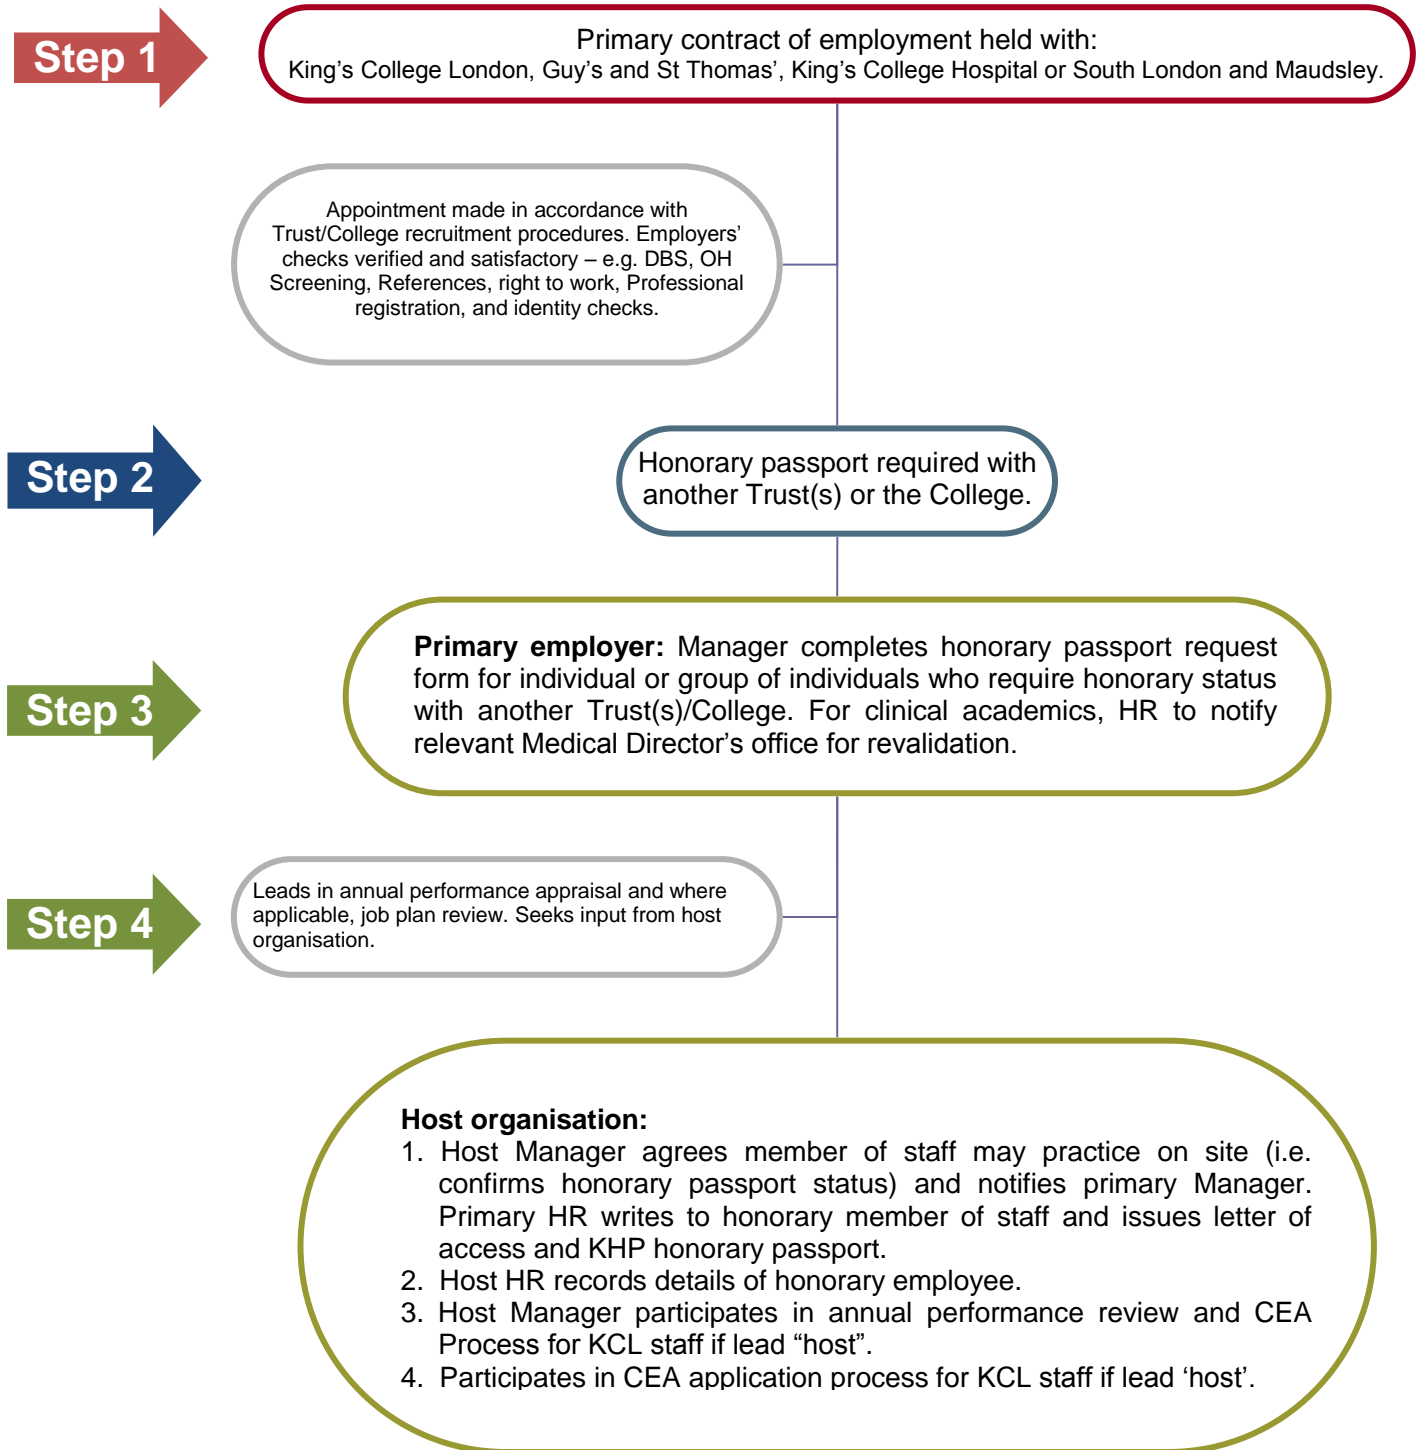 Step 1
Primary contract of employment held with:
King’s College London, Guy’s and St Thomas’, King’s College Hospital or South London and Maudsley.
Appointment made in accordance with
Trust/College recruitment procedures. Employers’
checks verified and satisfactory – e.g. DBS, OH
Screening, References, right to work, Professional
registration, and identity checks.
Step 2
Honorary passport required with
another Trust(s) or the College.
Step 3
Primary employer: Manager completes honorary passport request
form for individual or group of individuals who require honorary status
with another Trust(s)/College. For clinical academics, HR to notify
relevant Medical Director’s office for revalidation.
Step 4
Leads in annual performance appraisal and where
applicable, job plan review. Seeks input from host
organisation.
Host organisation:
1. Host Manager agrees member of staff may practice on site (i.e.
confirms honorary passport status) and notifies primary Manager.
Primary HR writes to honorary member of staff and issues letter of
access and KHP honorary passport.
2. Host HR records details of honorary employee.
3. Host Manager participates in annual performance review and CEA
Process for KCL staff if lead “host”.
4. Participates in CEA application process for KCL staff if lead ‘host’.